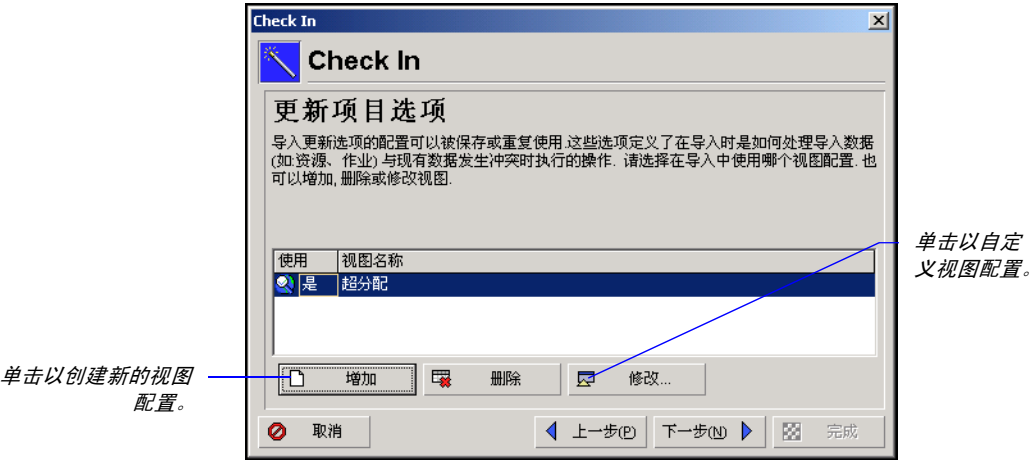 Check In
Check In
更新项目选项
导入更新选项的配置可以被保存或重复使用.这些选项定义了在导入时是如何处理导入数据
(如:资源、作业) 与现有数据发生冲突时执行的操作. 请选择在导入中使用哪个视图配置. 也
可以增加, 删除或修改视图.
使用 视图名称
是 超分配
单击以自定
义视图配置。
单击以创建新的视图
配置。
增加 删除 修改...
取消 上一步(P) 下一步(N) 完成